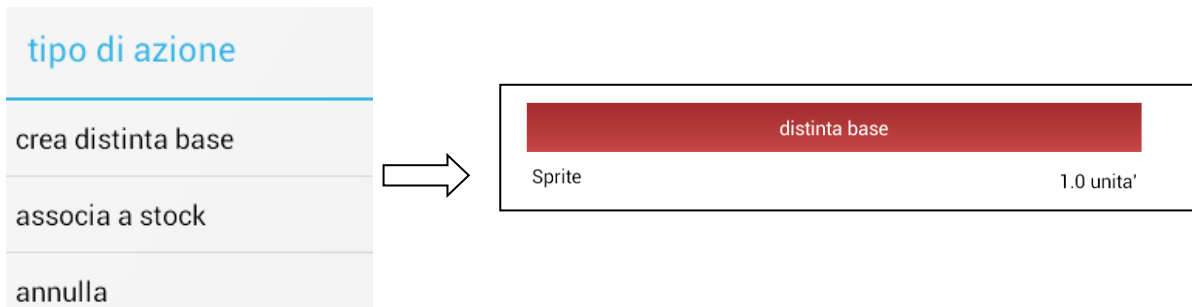 tipo di azione
crea distinta base
associa a stock
annulla
distinta base
Sprite 1.0 unita'